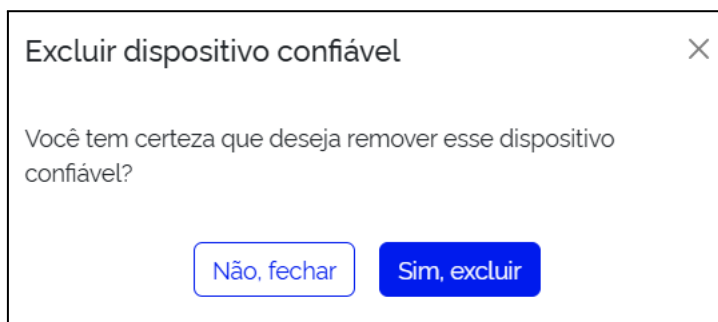 Excluir dispositivo confiável
Você tem certeza que deseja remover esse dispositivo
confiável?
Não, fechar
Sim, excluir